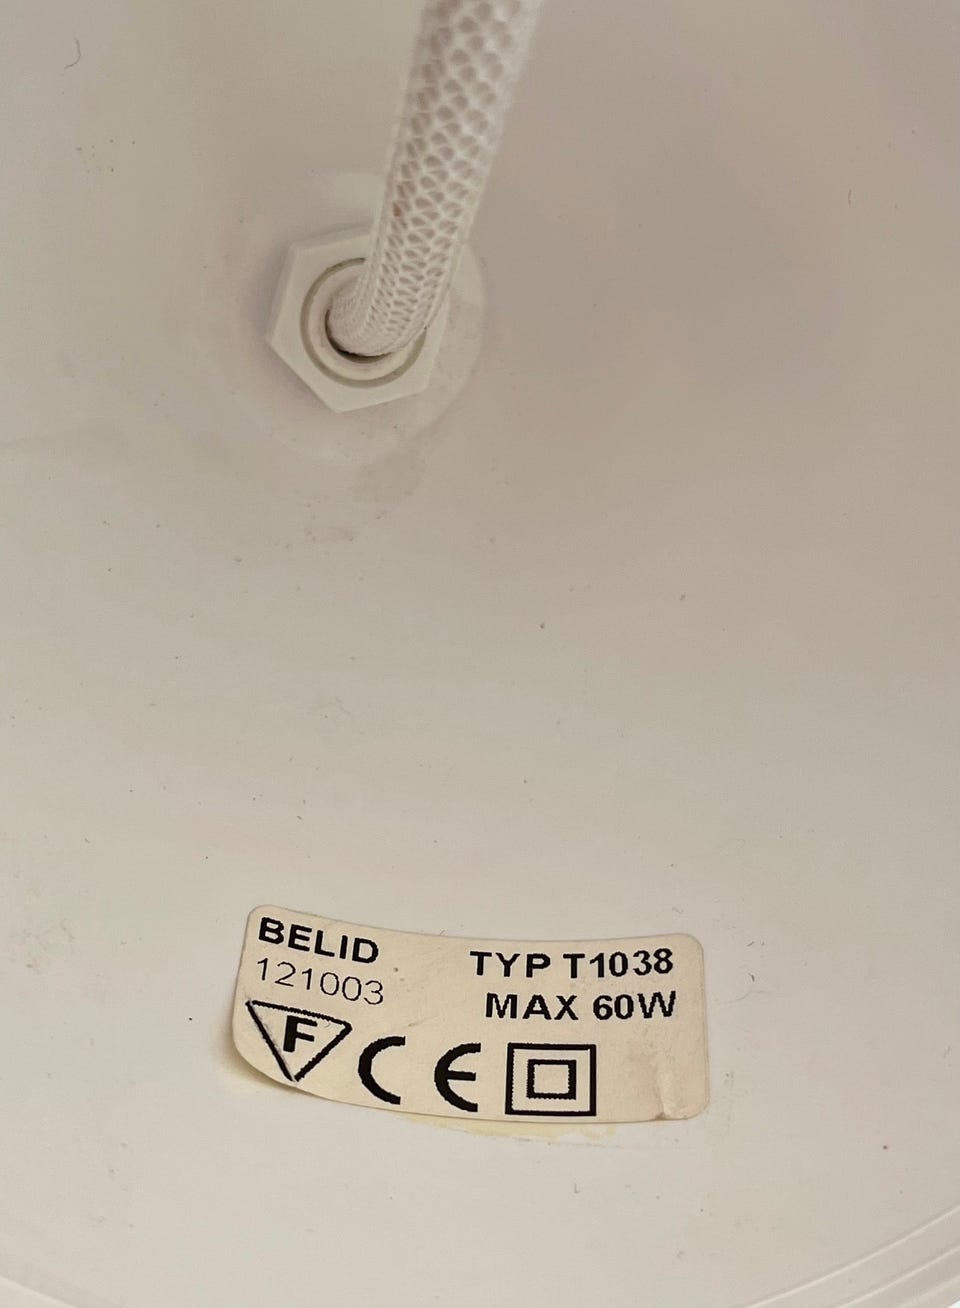 BELID
121003
TYP T1038
MAX 60W
F CE